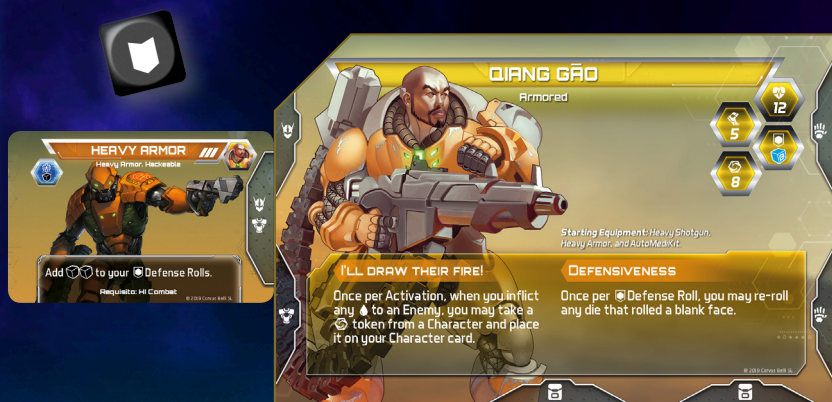 QIANG GĀO
Armored
12
5
8
HEAVY ARMOR
Heavy Armor, Hackeable
Add to your Defense Rolls.
Requisito: HI Combat
© 2019 Corvus Belli SL
Starting Equipment: Heavy Shotgun,
Heavy Armor, and AutoMediKit.
I'LL DRAW THEIR FIRE!
Once per Activation, when you inflict
any to an Enemy, you may take a
token from a Character and place
it on your Character card.
DEFENSIVENESS
Once per Defense Roll, you may re-roll
any die that rolled a blank face.
© 2019 Corvus Belli SL